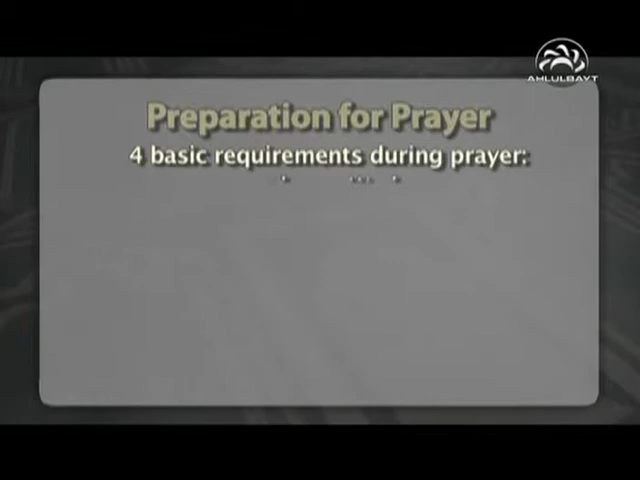 AHLULBAYT
Preparation for Prayer
4 basic requirements during prayer: